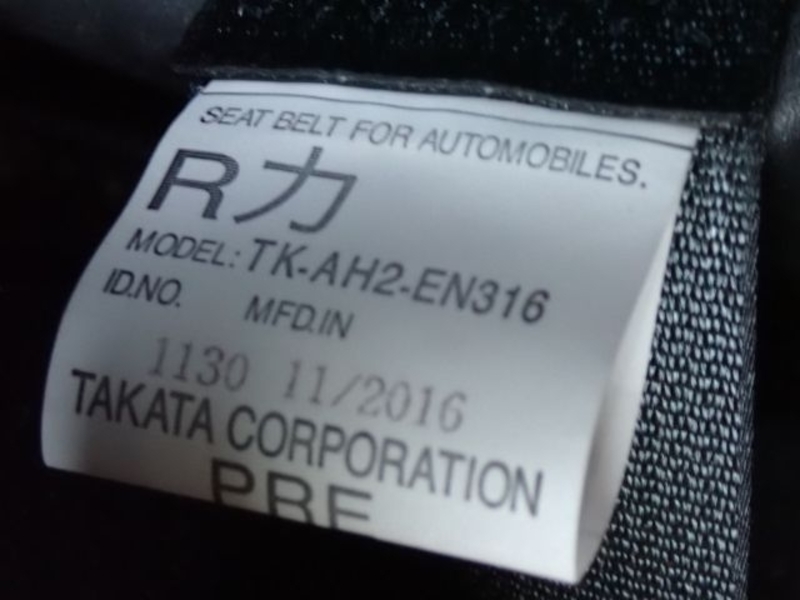 SEAT BELT FOR AUTOMOBILES.
R力
MODEL: TK-AH2-EN316
ID.NO. MFD.IN
1130 11/2016
TAKATA CORPORATION
PRE